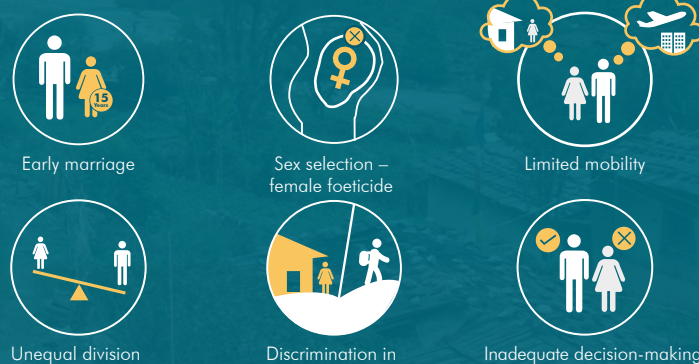 15
Years
Early marriage
Sex selection –
female foeticide
Limited mobility
Unequal division
Discrimination in
Inadequate decision-making